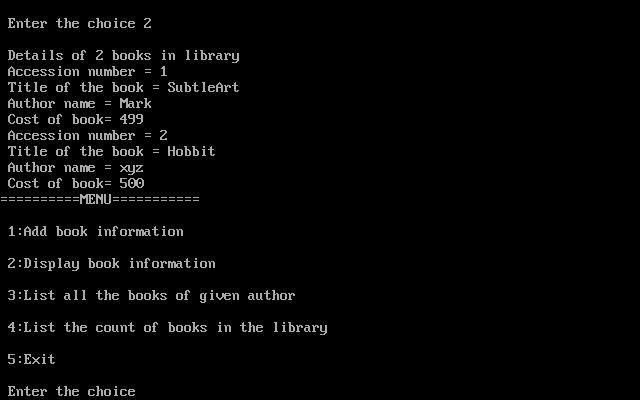 Enter the choice 2
Details of 2 books in library
Accession number = 1
Title of the book = SubtleArt
Author name = Mark
Cost of book= 499
Accession number = 2
Title of the book = Hobbit
Author name = xyz
Cost of book= 500
==========MENU===========
1:Add book information
2:Display book information
3:List all the books of given author
4:List the count of books in the library
5:Exit
Enter the choice